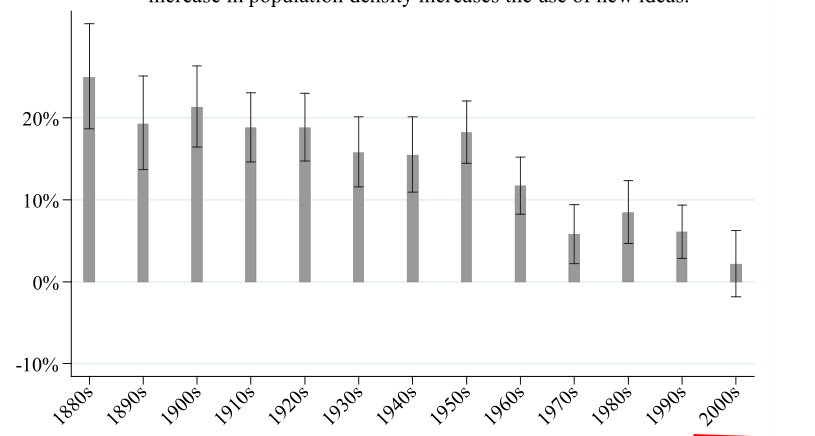 increase in population density increases the use of new ideas.
20%
10%
0%
-10%
1880s
1890s
1900s
1910s
1920s
1930s
1940s
1950s
1960s
1970s
1980s
1990s
2000s